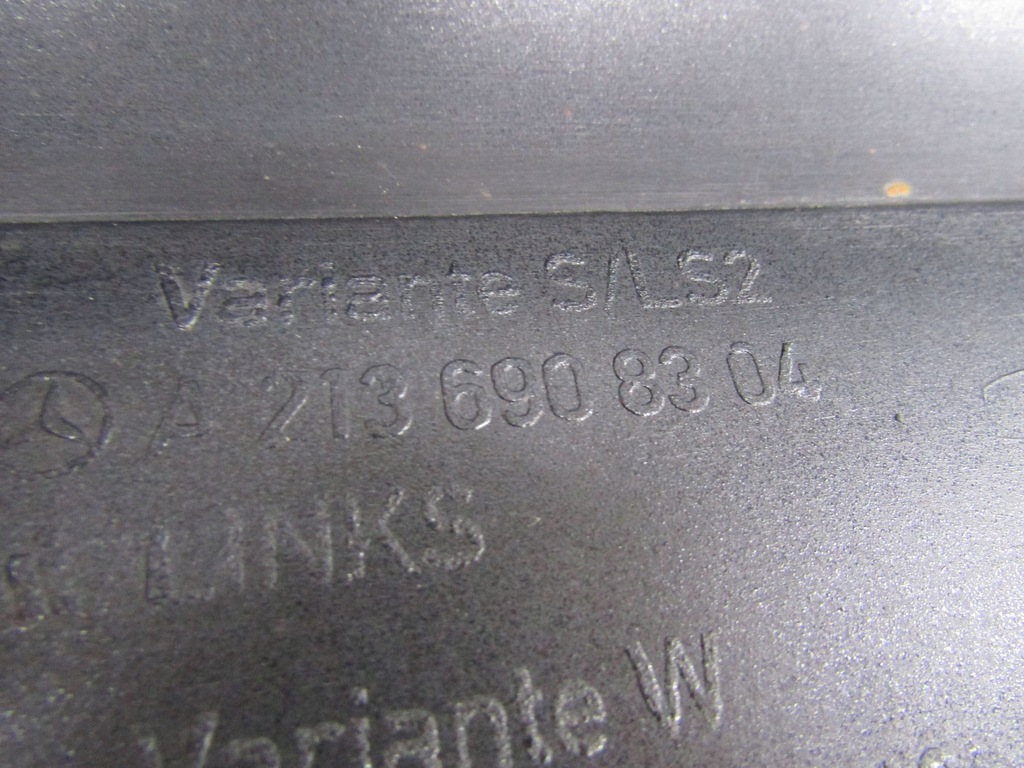 Variante S/LS2
A 213 690 83 04
LINKS
Variante W